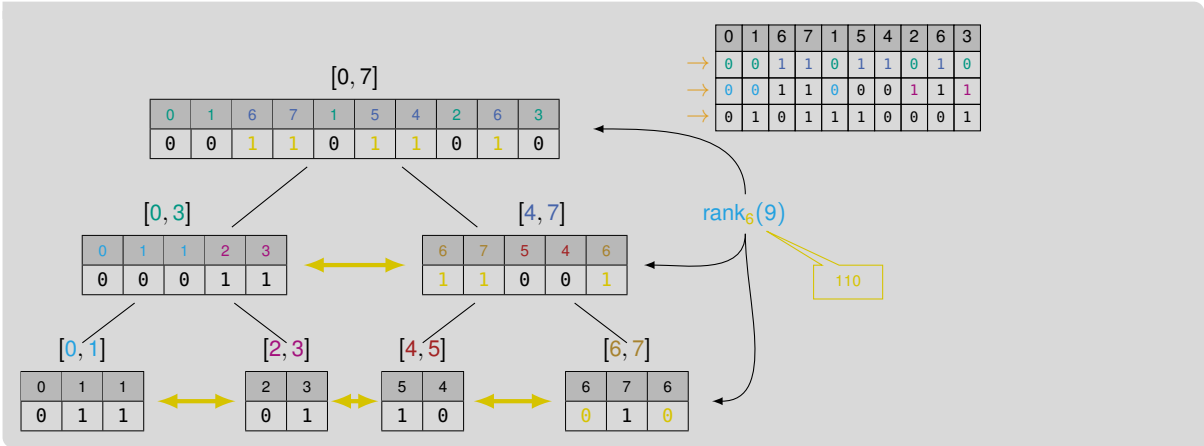 0 1 6 7 1 5 4 2 6 3
→ 0 0 1 1 0 1 1 0 1 0
→ 0 0 1 1 0 0 0 1 1 1
→ 0 1 0 1 1 1 0 0 0 1
[0, 7]
0 1 6 7 1 5 4 2 6 3
0 0 1 1 0 1 1 0 1 0
rank6(9)
110
[0, 3]
0 1 1 2 3
0 0 0 1 1
[4, 7]
6 7 5 4 6
1 1 0 0 1
[0, 1]
0 1 1
0 1 1
[2, 3]
2 3
0 1
[4, 5]
5 4
1 0
[6, 7]
6 7 6
0 1 0